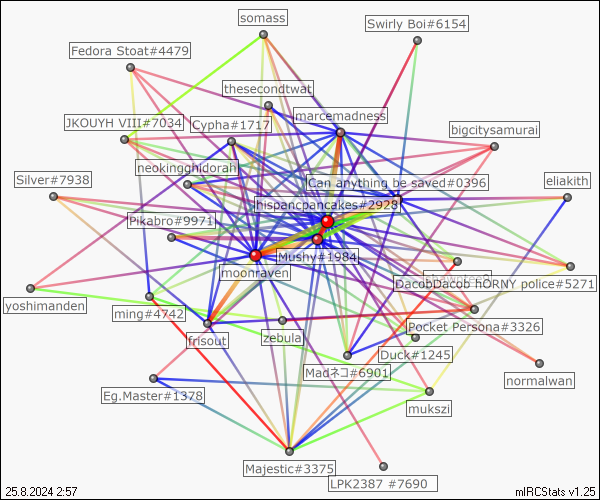 somass
Swirly Boi#6154
Fedora Stoat#4479
thesecondtwat
marcemadness
JKOUYH VIII#7034
Cypha#1717
bigcitysamurai
neokingghidorah
Silver#7938
Can anything be saved#0396
eliakith
hispancpancakes#2928
Pikabro#9971
Mushy#1984
moonraven
DacobDacob hORNY police#5271
yoshimanden
ming#4742
Pocket Persona#3326
frisout
zebula
Duck#1245
Madネコ#6901
normalwan
Eg.Master#1378
mukszi
Majestic#3375
LPK2387 #7690
25.8.2024 2:57
mIRCStats v1.25